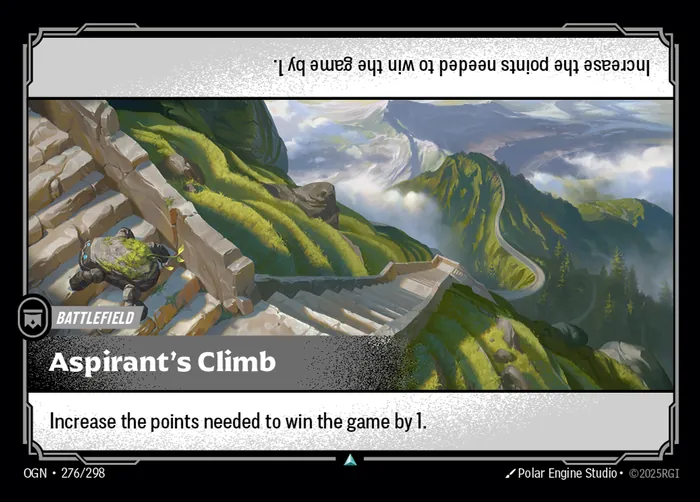 Increase the points needed to win the game by 1.
BATTLEFIELD
Aspirant's Climb
Increase the points needed to win the game by 1.
OGN • 276/298
Polar Engine Studio • ©2025RGI